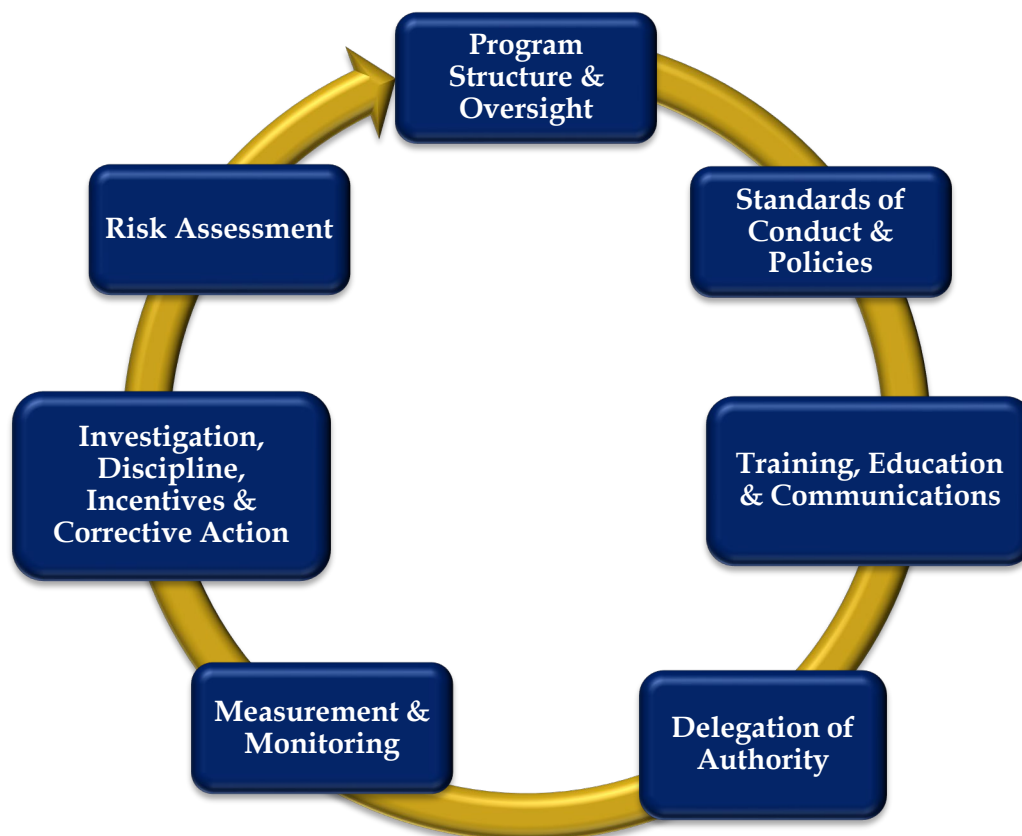 Program
Structure &
Oversight
Standards of
Conduct &
Policies
Training, Education
& Communications
Delegation of
Authority
Measurement &
Monitoring
Investigation,
Discipline,
Incentives &
Corrective Action
Risk Assessment